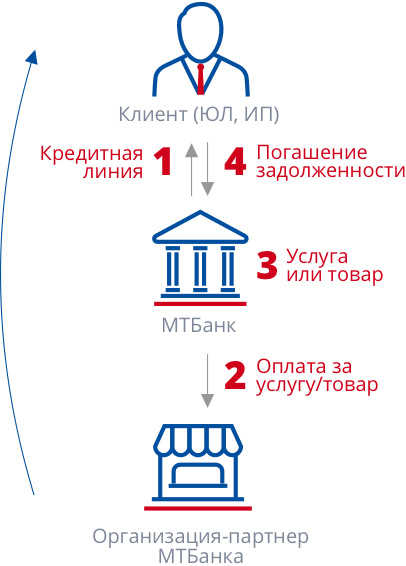 Клиент (ЮЛ, ИП)
Кредитная
линия
1
4
Погашение
задолженности
3
Услуга
или товар
МТБанк
2
Оплата за
услугу/товар
Организация-партнер
МТБанка